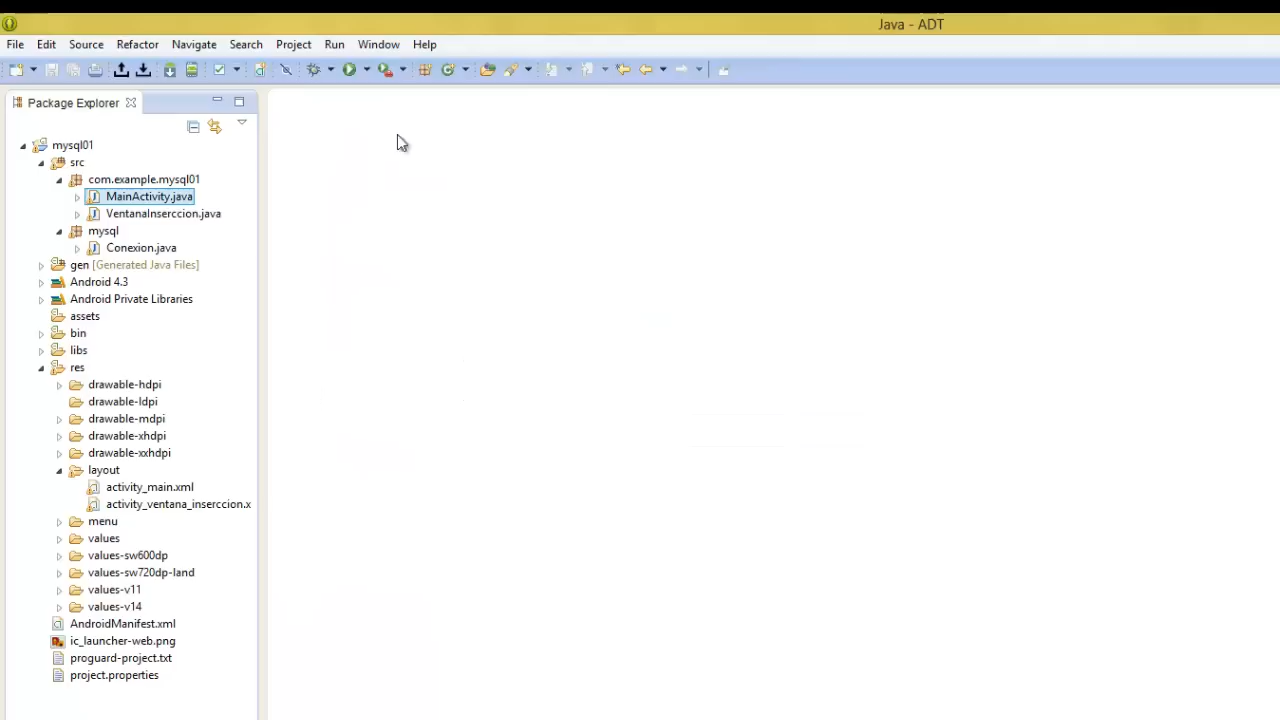 Java - ADT
File Edit Source Refactor Navigate Search Project Run Window Help
Package Explorer
mysql01
src
com.example.mysql01
MainActivity.java
VentanaInserccion.java
mysql
Conexion.java
gen [Generated Java Files]
Android 4.3
Android Private Libraries
assets
bin
libs
res
drawable-hdpi
drawable-ldpi
drawable-mdpi
drawable-xhdpi
drawable-xxhdpi
layout
activity_main.xml
activity_ventana_inserccion.x
menu
values
values-sw600dp
values-sw720dp-land
values-v11
values-v14
AndroidManifest.xml
ic_launcher-web.png
proguard-project.txt
project.properties